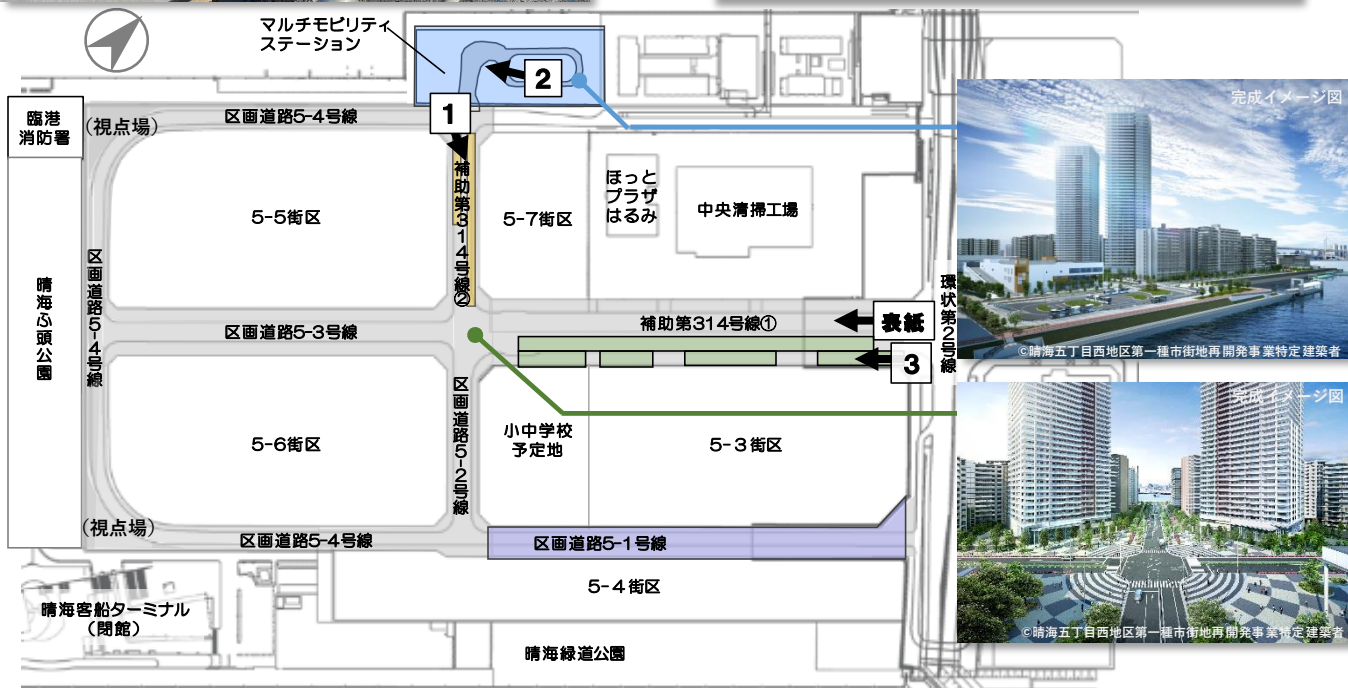 マルチモビリティ
ステーション
2
1
完成イメージ図
臨港
消防署
(視点場)
区画道路5-4号線
補助第314号線②
ほっと
プラザ
はるみ
中央清掃工場
5-5街区
5-7街区
©晴海五丁目西地区第一種市街地再開発事業特定建築者
晴海ふ頭公園
区画道路5-4号線
区画道路5-3号線
補助第314号線①
表紙
環状第2号線
3
区画道路5-2号線
完成イメージ図
小中学校
予定地
5-6街区
5-3街区
(視点場)
区画道路5-4号線
区画道路5-1号線
5-4街区
晴海客船ターミナル
(閉館)
©晴海五丁目西地区第一種市街地再開発事業特定建築者
晴海緑道公園